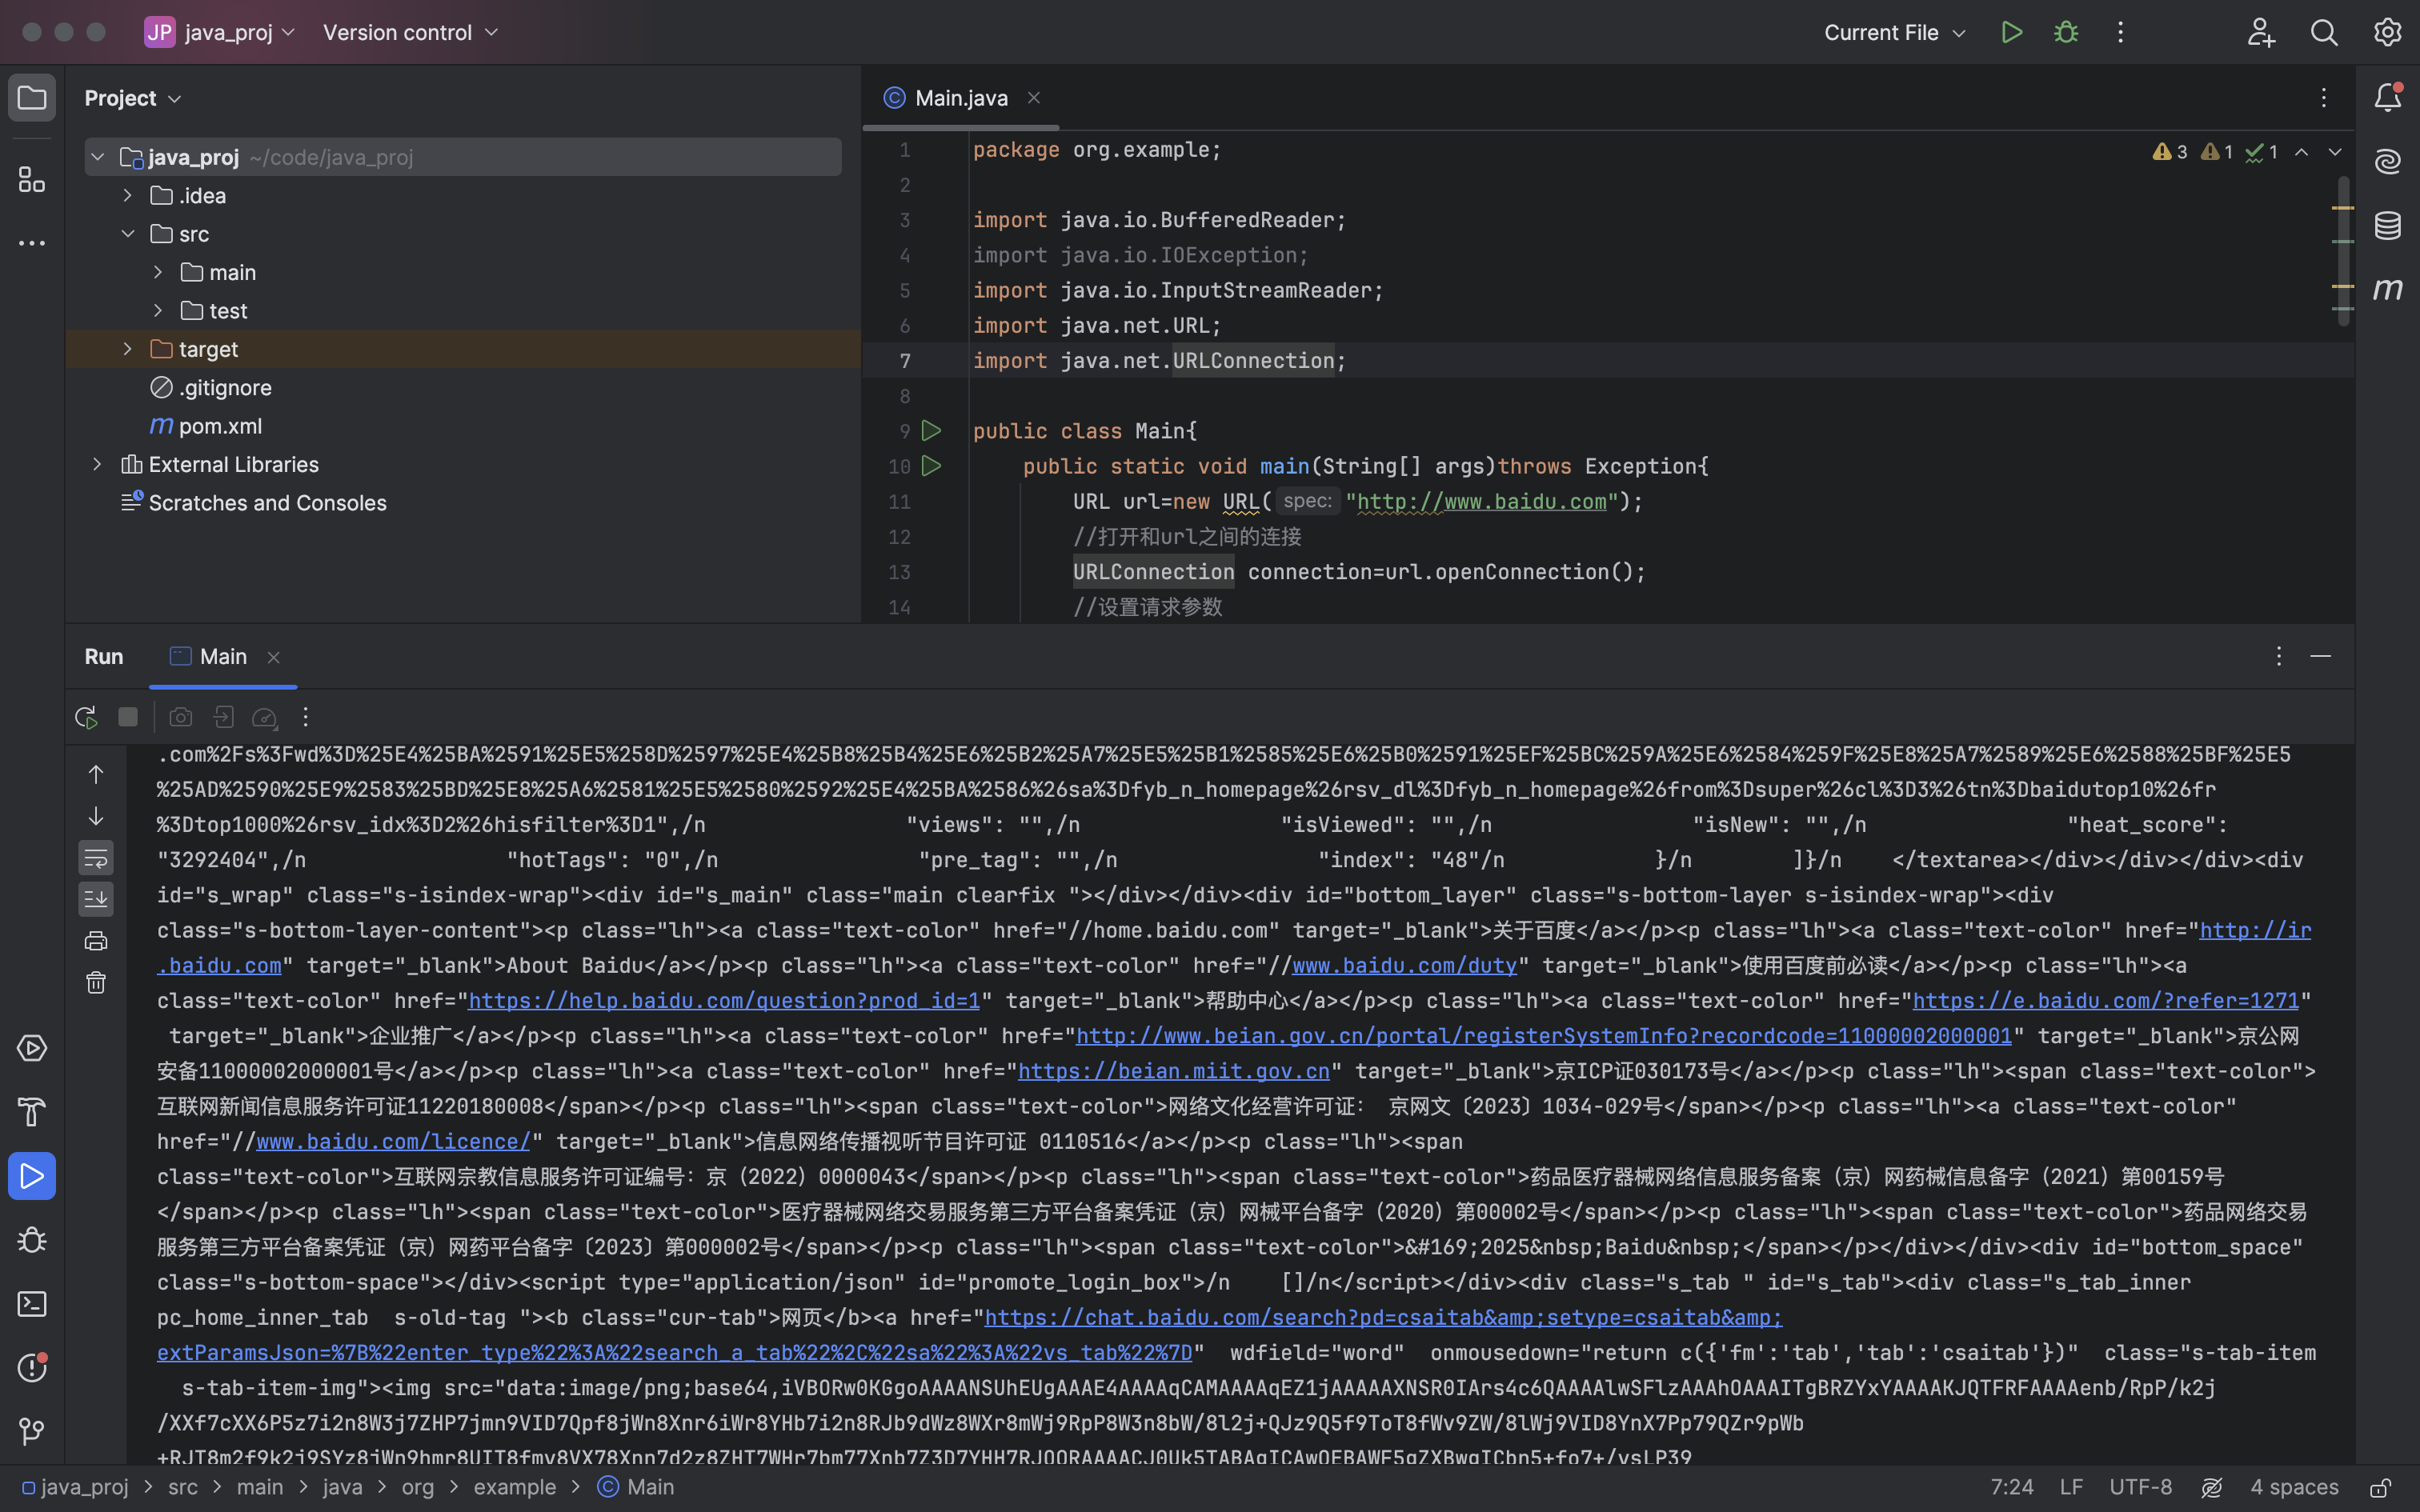 JP java_proj Version control Current File
Project
java_proj ~/code/java_proj
.idea
src
main
test
target
.gitignore
pom.xml
External Libraries
Scratches and Consoles
Main.java
3 1 1
1 package org.example;
2
3 import java.io.BufferedReader;
4 import java.io.IOException;
5 import java.io.InputStreamReader;
6 import java.net.URL;
7 import java.net.URLConnection;
8
9 public class Main{
10 public static void main(String[] args)throws Exception{
11 URL url=new URL( spec: "http://www.baidu.com");
12 //打开和url之间的连接
13 URLConnection connection=url.openConnection();
14 //设置请求参数
Run Main
.com%2Fs%3Fwd%3D%25E4%25BA%2591%25E5%258D%2597%25E4%25B8%25B4%25E6%25B2%25A7%25E5%25B1%2585%25E6%25B0%2591%25EF%25BC%259A%25E6%2584%259F%25E8%25A7%2589%25E6%2588%25BF%25E5
%25AD%2590%25E9%2583%25BD%25E8%25A6%2581%25E5%2580%2592%25E4%25BA%2586%26sa%3Dfyb_n_homepage%26rsv_dl%3Dfyb_n_homepage%26from%3Dsuper%26cl%3D3%26tn%3Dbaidutop10%26fr
%3Dtop1000%26rsv_idx%3D2%26hisfilter%3D1",/n "views": "",/n "isViewed": "",/n "isNew": "",/n "heat_score":
"3292404",/n "hotTags": "0",/n "pre_tag": "",/n "index": "48"/n }/n ]}/n </textarea></div></div></div><div
id="s_wrap" class="s-isindex-wrap"><div id="s_main" class="main clearfix "></div></div><div id="bottom_layer" class="s-bottom-layer s-isindex-wrap"><div
class="s-bottom-layer-content"><p class="lh"><a class="text-color" href="//home.baidu.com" target="_blank">关于百度</a></p><p class="lh"><a class="text-color" href="http://ir
.baidu.com" target="_blank">About Baidu</a></p><p class="lh"><a class="text-color" href="//www.baidu.com/duty" target="_blank">使用百度前必读</a></p><p class="lh"><a
class="text-color" href="https://help.baidu.com/question?prod_id=1" target="_blank">帮助中心</a></p><p class="lh"><a class="text-color" href="https://e.baidu.com/?refer=1271"
target="_blank">企业推广</a></p><p class="lh"><a class="text-color" href="http://www.beian.gov.cn/portal/registerSystemInfo?recordcode=11000002000001" target="_blank">京公网
安备11000002000001号</a></p><p class="lh"><a class="text-color" href="https://beian.miit.gov.cn" target="_blank">京ICP证030173号</a></p><p class="lh"><span class="text-color">
互联网新闻信息服务许可证11220180008</span></p><p class="lh"><span class="text-color">网络文化经营许可证： 京网文〔2023〕1034-029号</span></p><p class="lh"><a class="text-color"
href="//www.baidu.com/licence/" target="_blank">信息网络传播视听节目许可证 0110516</a></p><p class="lh"><span
class="text-color">互联网宗教信息服务许可证编号：京（2022）0000043</span></p><p class="lh"><span class="text-color">药品医疗器械网络信息服务备案（京）网药械信息备字（2021）第00159号
</span></p><p class="lh"><span class="text-color">医疗器械网络交易服务第三方平台备案凭证（京）网械平台备字（2020）第00002号</span></p><p class="lh"><span class="text-color">药品网络交易
服务第三方平台备案凭证（京）网药平台备字〔2023〕第000002号</span></p><p class="lh"><span class="text-color">&#169;2025&nbsp;Baidu&nbsp;</span></p></div></div><div id="bottom_space"
class="s-bottom-space"></div><script type="application/json" id="promote_login_box">/n []/n</script></div><div class="s_tab " id="s_tab"><div class="s_tab_inner
pc_home_inner_tab s-old-tag "><b class="cur-tab">网页</b><a href="https://chat.baidu.com/search?pd=csaitab&amp;setype=csaitab&amp;
extParamsJson=%7B%22enter_type%22%3A%22search_a_tab%22%2C%22sa%22%3A%22vs_tab%22%7D" wdfield="word" onmousedown="return c({'fm':'tab','tab':'csaitab'})" class="s-tab-item
s-tab-item-img"><img src="data:image/png;base64,iVBORw0KGgoAAAANSUhEUgAAAE4AAAAqCAMAAAAqEZ1jAAAAAXNSR0IArs4c6QAAAAlwSFlzAAAhOAAAITgBRZYxYAAAAKJQTFRFAAAAenb/RpP/k2j
/XXf7cXX6P5z7i2n8W3j7ZHP7jmn9VID7Qpf8jWn8Xnr6iWr8YHb7i2n8RJb9dWz8WXr8mWj9RpP8W3n8bW/8l2j+QJz9Q5f9ToT8fWv9ZW/8lWj9VID8YnX7Pp79QZr9pWb
java_proj src main java org example Main 7:24 LF UTF-8 4 spaces